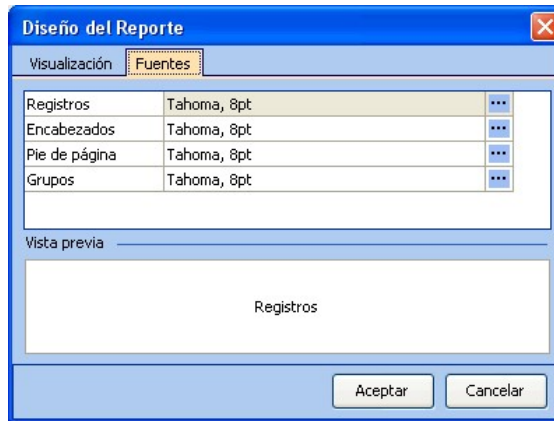 Diseño del Reporte
Visualización Fuentes
Registros Tahoma, 8pt ...
Encabezados Tahoma, 8pt ...
Pie de página Tahoma, 8pt ...
Grupos Tahoma, 8pt ...
Vista previa
Registros
Aceptar Cancelar